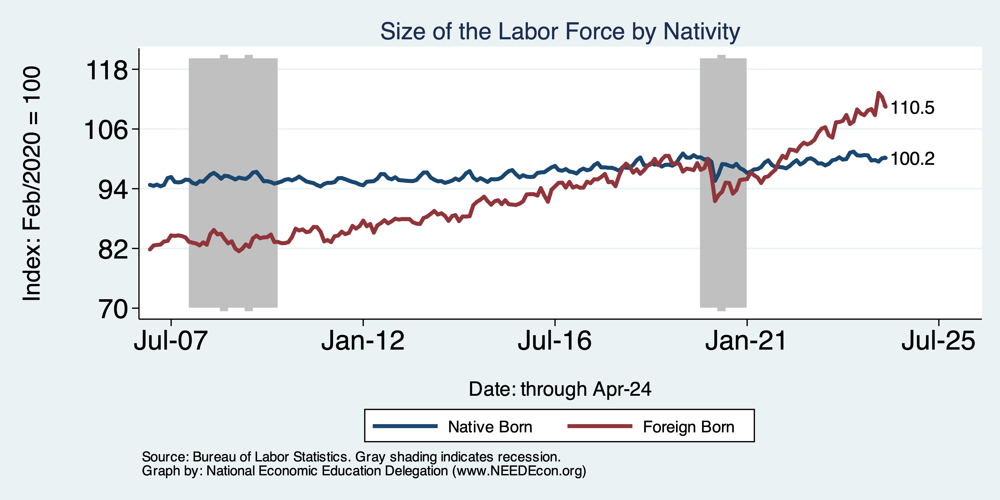 Size of the Labor Force by Nativity
Index: Feb/2020 = 100
118
106
94
82
70
110.5
100.2
Jul-07 Jan-12 Jul-16 Jan-21 Jul-25
Date: through Apr-24
Native Born Foreign Born
Source: Bureau of Labor Statistics. Gray shading indicates recession.
Graph by: National Economic Education Delegation (www.NEEDEcon.org)